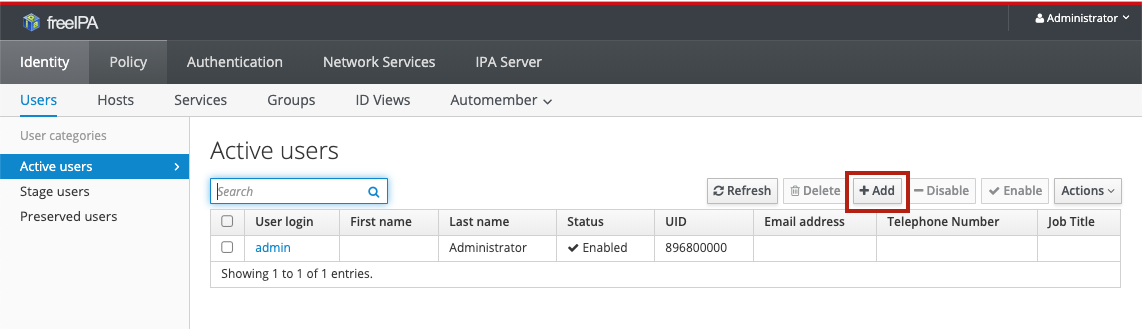 freeIPA
Administrator
Identity Policy Authentication Network Services IPA Server
Users Hosts Services Groups ID Views Automember
User categories
Active users
Stage users
Preserved users
Active users
Search
Refresh Delete + Add Disable Enable Actions
User login First name Last name Status UID Email address Telephone Number Job Title
admin Administrator Enabled 896800000
Showing 1 to 1 of 1 entries.